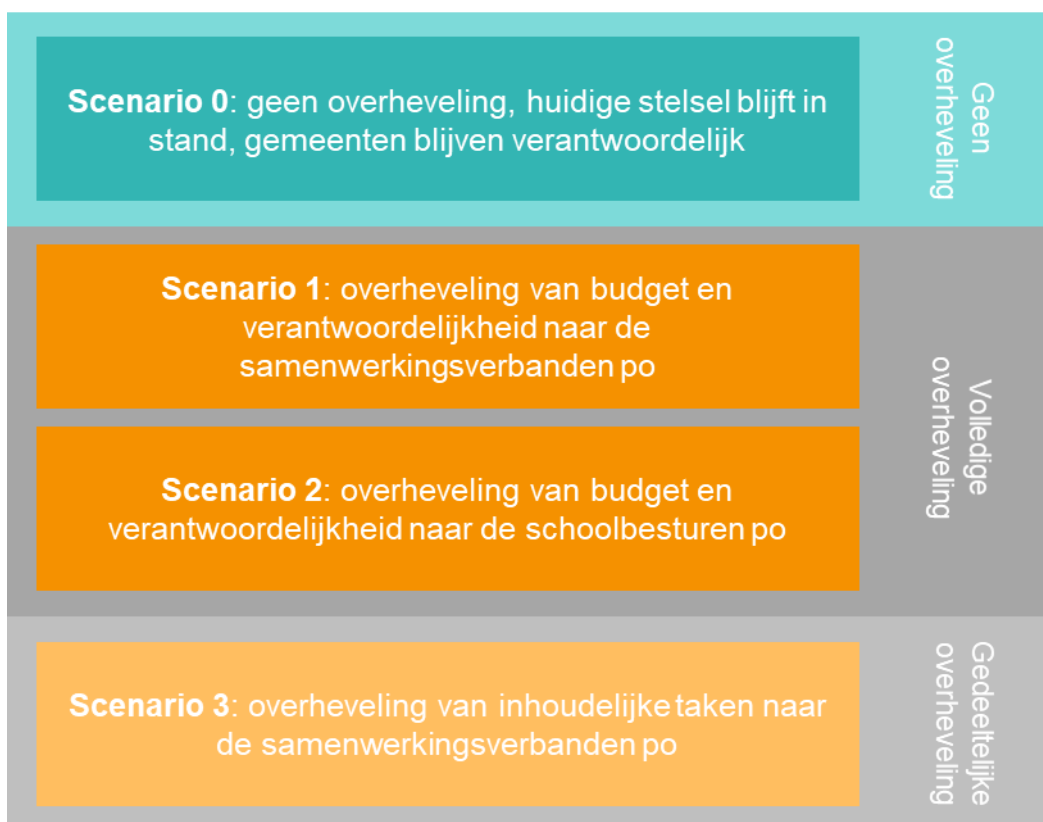 Scenario 0: geen overheveling, huidige stelsel blijft in
stand, gemeenten blijven verantwoordelijk
Geen
overheveling
Scenario 1: overheveling van budget en
verantwoordelijkheid naar de
samenwerkingsverbanden po
Scenario 2: overheveling van budget en
verantwoordelijkheid naar de schoolbesturen po
Volledige
overheveling
Scenario 3: overheveling van inhoudelijke taken naar
de samenwerkingsverbanden po
Gedeeltelijke
overheveling